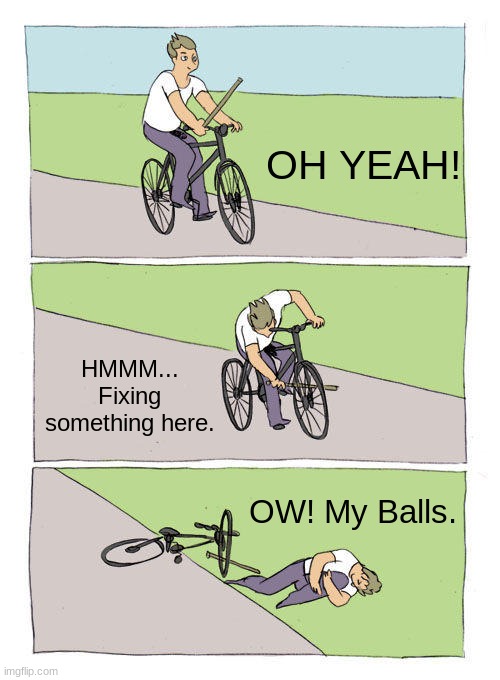 OH YEAH!
HMMM...
Fixing
something here.
OW! My Balls.
imgflip.com